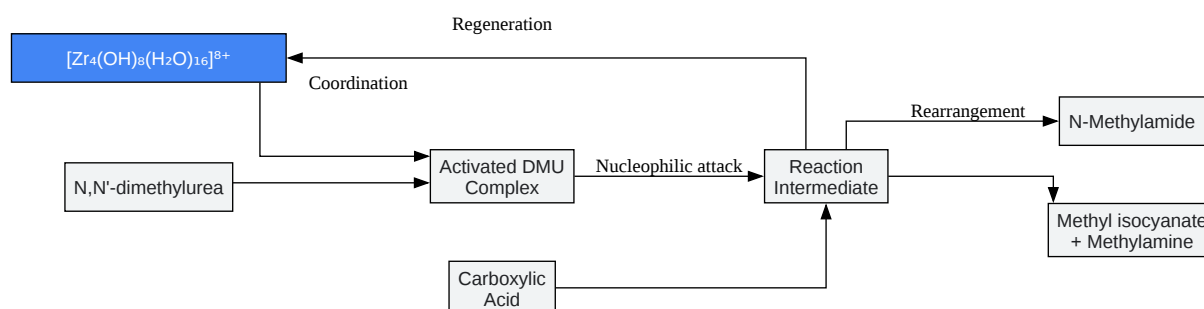 Regeneration
[Zr₄(OH)₈(H₂O)₁₆]⁸⁺
Coordination
Rearrangement
N-Methylamide
N,N'-dimethylurea
Activated DMU
Complex
Nucleophilic attack
Reaction
Intermediate
Methyl isocyanate
+ Methylamine
Carboxylic
Acid